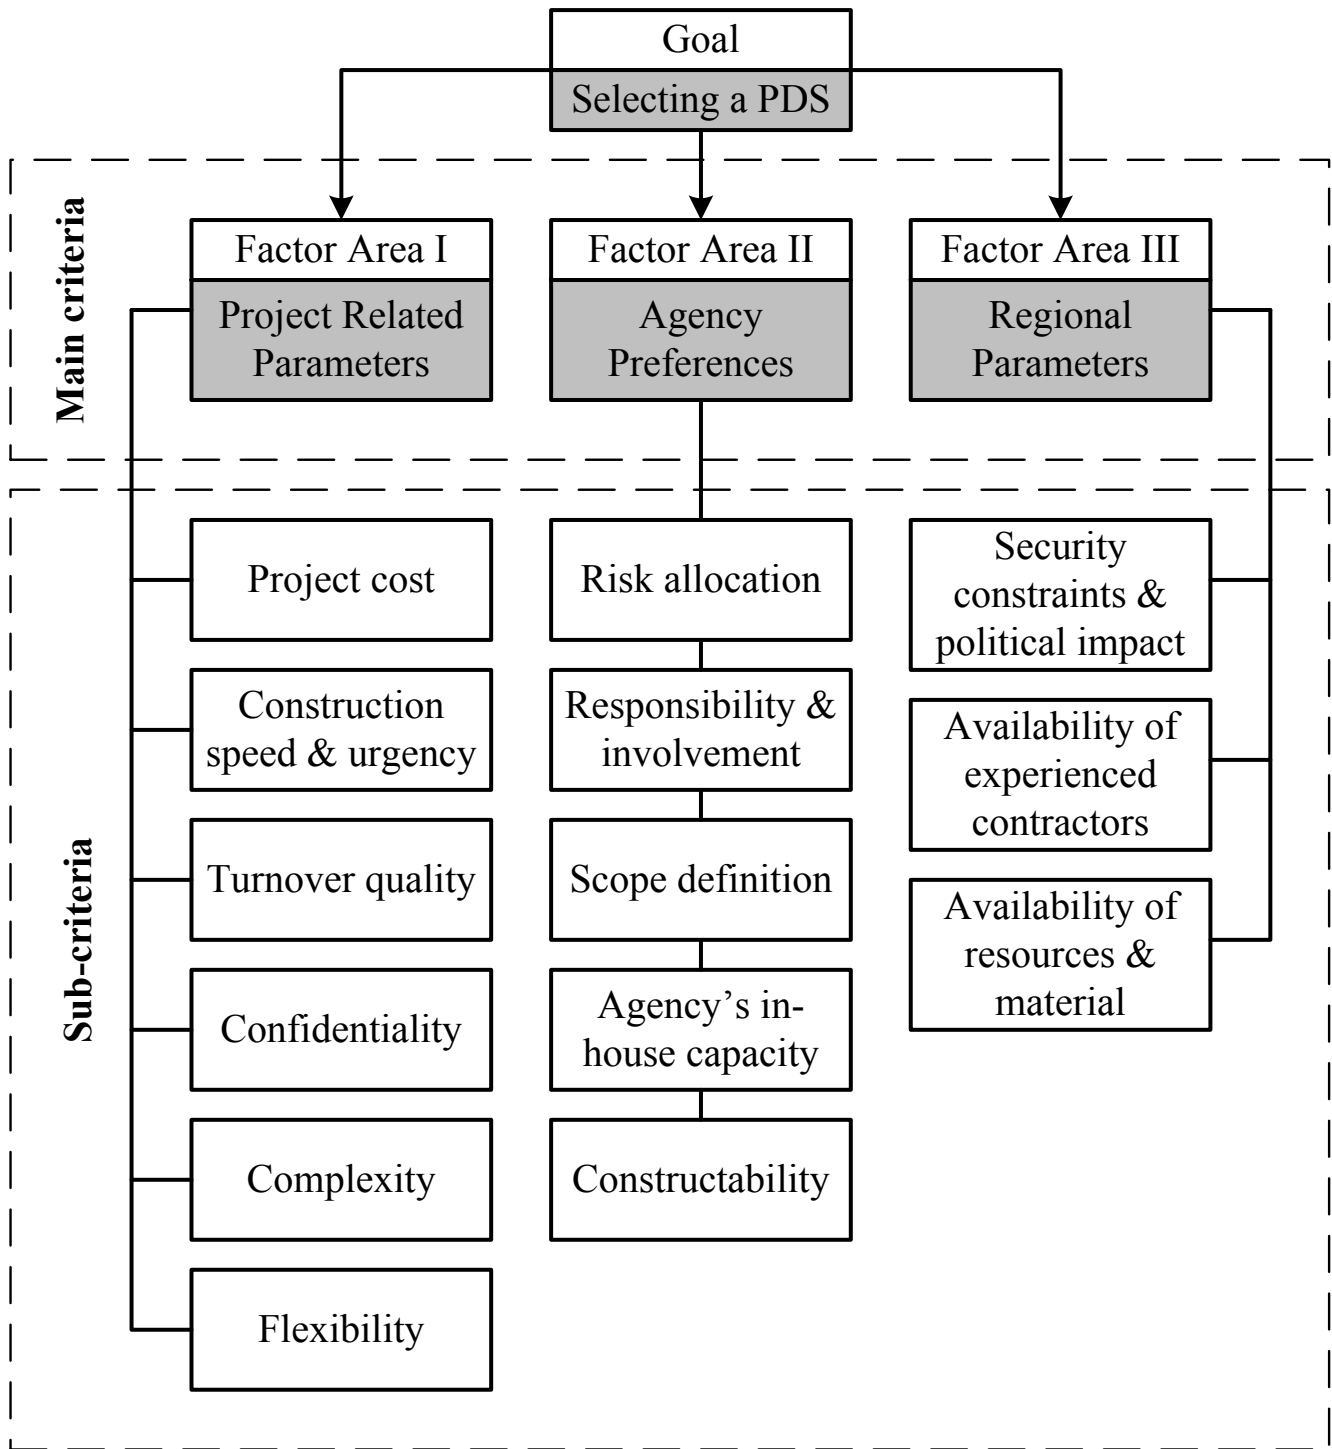 Goal
Selecting a PDS
Main criteria
Factor Area I
Project Related
Parameters
Factor Area II
Agency
Preferences
Factor Area III
Regional
Parameters
Sub-criteria
Project cost
Construction
speed & urgency
Turnover quality
Confidentiality
Complexity
Flexibility
Risk allocation
Responsibility &
involvement
Scope definition
Agency’s in-
house capacity
Constructability
Security
constraints &
political impact
Availability of
experienced
contractors
Availability of
resources &
material